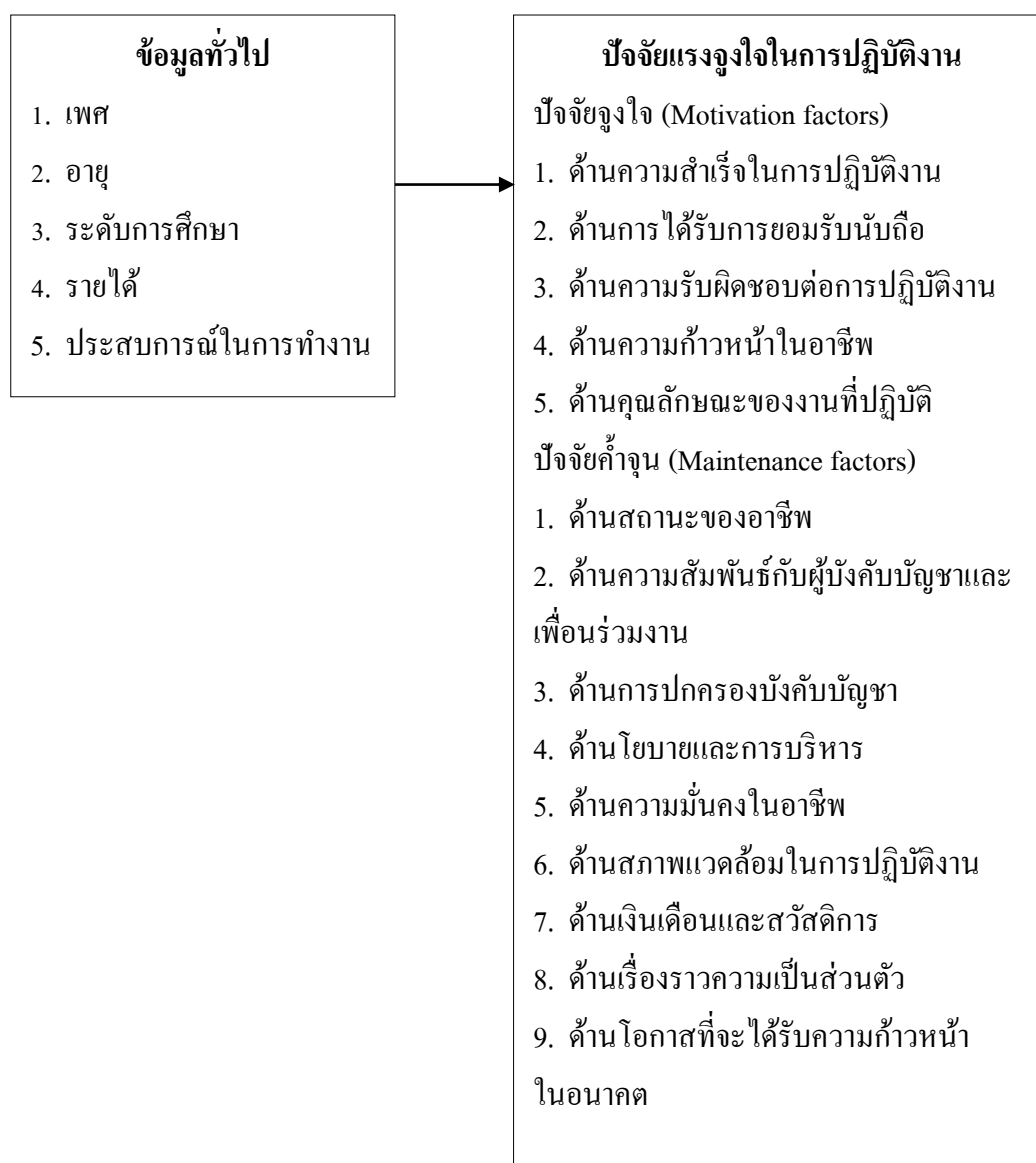 ข้อมูลทั่วไป
1. เพศ
2. อายุ
3. ระดับการศึกษา
4. รายได้
5. ประสบการณ์ในการทำงาน
ปัจจัยแรงจูงใจในการปฏิบัติงาน
ปัจจัยจูงใจ (Motivation factors)
1. ด้านความสำเร็จในการปฏิบัติงาน
2. ด้านการได้รับการยอมรับนับถือ
3. ด้านความรับผิดชอบต่อการปฏิบัติงาน
4. ด้านความก้าวหน้าในอาชีพ
5. ด้านคุณลักษณะของงานที่ปฏิบัติ
ปัจจัยค้ำจุน (Maintenance factors)
1. ด้านสถานะของอาชีพ
2. ด้านความสัมพันธ์กับผู้บังคับบัญชาและ
เพื่อนร่วมงาน
3. ด้านการปกครองบังคับบัญชา
4. ด้านโยบายและการบริหาร
5. ด้านความมั่นคงในอาชีพ
6. ด้านสภาพแวดล้อมในการปฏิบัติงาน
7. ด้านเงินเดือนและสวัสดิการ
8. ด้านเรื่องราวความเป็นส่วนตัว
9. ด้านโอกาสที่จะได้รับความก้าวหน้า
ในอนาคต